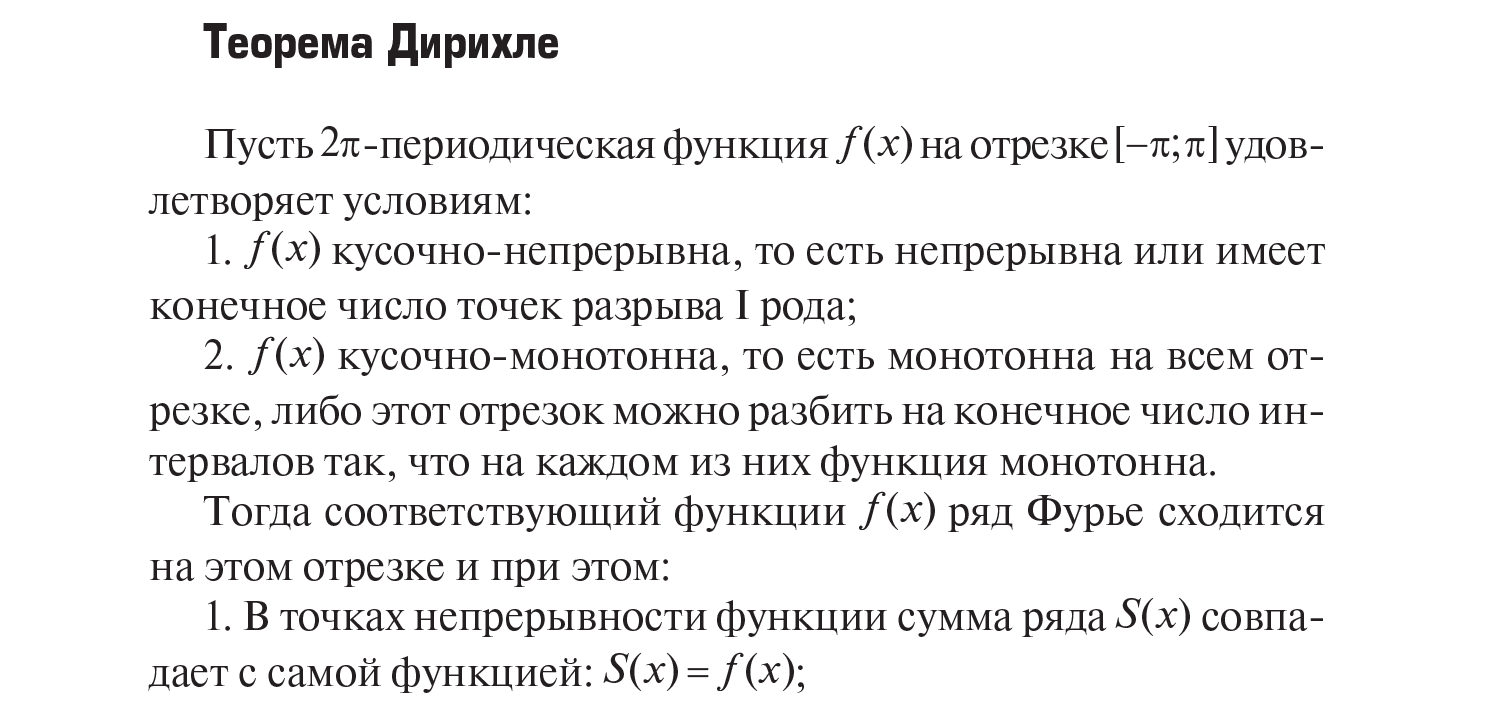 Теорема Дирихле
Пусть 2π-периодическая функция f(x) на отрезке [−π; π] удов-
летворяет условиям:
1. f(x) кусочно-непрерывна, то есть непрерывна или имеет
конечное число точек разрыва I рода;
2. f(x) кусочно-монотонна, то есть монотонна на всем от-
резке, либо этот отрезок можно разбить на конечное число ин-
тервалов так, что на каждом из них функция монотонна.
Тогда соответствующий функции f(x) ряд Фурье сходится
на этом отрезке и при этом:
1. В точках непрерывности функции сумма ряда S(x) совпа-
дает с самой функцией: S(x) = f(x);